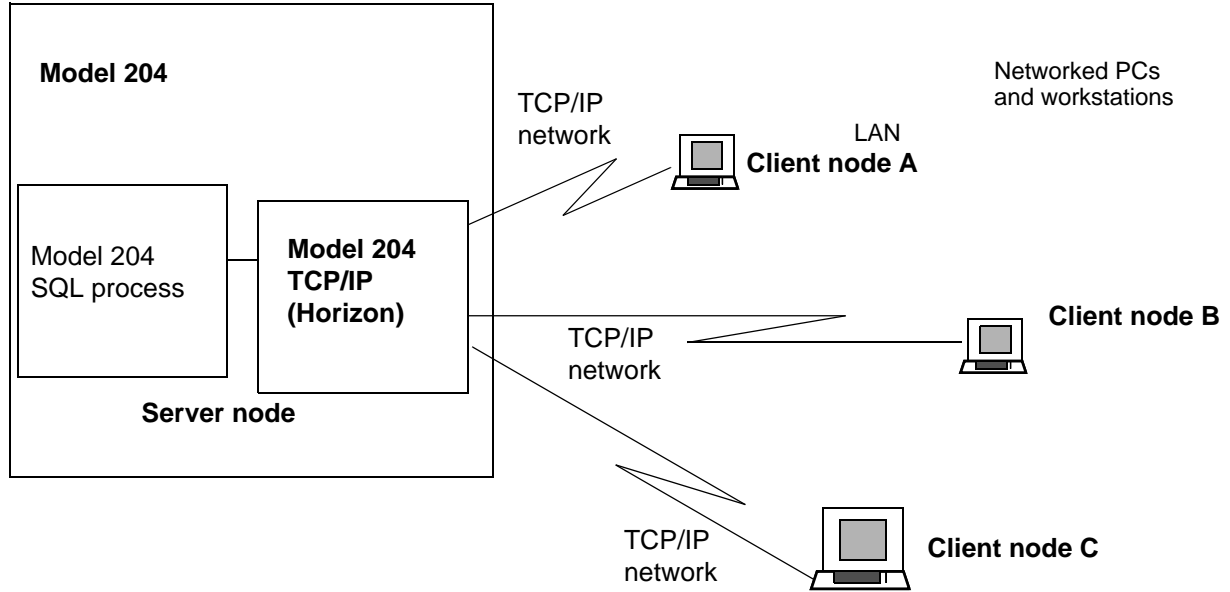 Model 204
Networked PCs
and workstations
TCP/IP
network
LAN
Client node A
Model 204
SQL process
Model 204
TCP/IP
(Horizon)
Client node B
TCP/IP
network
Server node
TCP/IP
network
Client node C